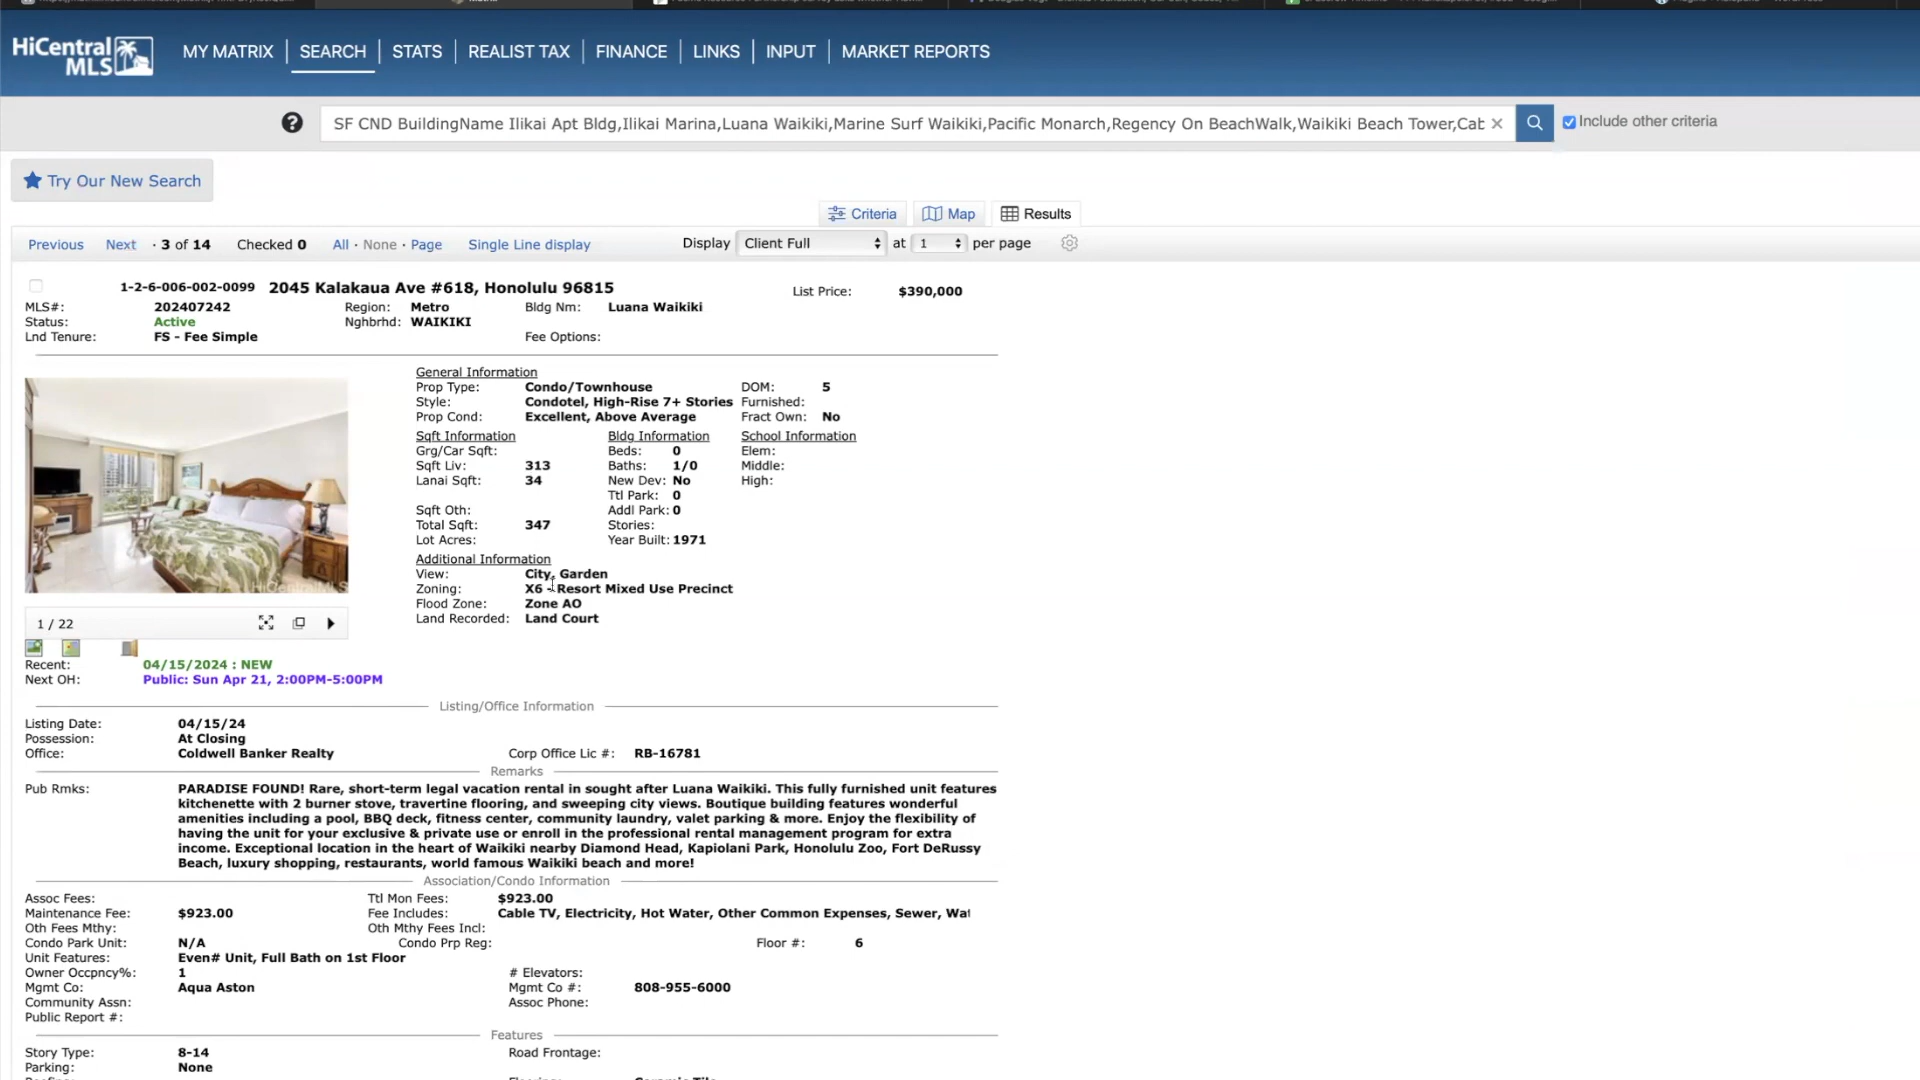 HiCentral MLS
MY MATRIX SEARCH STATS REALIST TAX FINANCE LINKS INPUT MARKET REPORTS
SF CND BuildingName Ilikai Apt Bldg,Ilikai Marina,Luana Waikiki,Marine Surf Waikiki,Pacific Monarch,Regency On BeachWalk,Waikiki Beach Tower,Cat
Include other criteria
Try Our New Search
Criteria Map Results
Previous Next · 3 of 14 Checked 0 All · None · Page Single Line display Display Client Full at 1 per page
1-2-6-006-002-0099 2045 Kalakaua Ave #618, Honolulu 96815 List Price: $390,000
MLS#: 202407242 Region: Metro Bldg Nm: Luana Waikiki
Status: Active Nghbrhd: WAIKIKI
Lnd Tenure: FS - Fee Simple Fee Options:
General Information
Prop Type: Condo/Townhouse DOM: 5
Style: Condotel, High-Rise 7+ Stories Furnished:
Prop Cond: Excellent, Above Average Fract Own: No
Sqft Information Bldg Information School Information
Grg/Car Sqft: Beds: 0 Elem:
Sqft Liv: 313 Baths: 1/0 Middle:
Lanai Sqft: 34 New Dev: No High:
Ttl Park: 0
Sqft Oth: Addl Park: 0
Total Sqft: 347 Stories:
Lot Acres: Year Built: 1971
Additional Information
View: City, Garden
Zoning: X6 - Resort Mixed Use Precinct
Flood Zone: Zone AO
Land Recorded: Land Court
HiCentralMLS
1 / 22
Recent: 04/15/2024 : NEW
Next OH: Public: Sun Apr 21, 2:00PM-5:00PM
Listing/Office Information
Listing Date: 04/15/24
Possession: At Closing
Office: Coldwell Banker Realty Corp Office Lic #: RB-16781
Remarks
Pub Rmks: PARADISE FOUND! Rare, short-term legal vacation rental in sought after Luana Waikiki. This fully furnished unit features
kitchenette with 2 burner stove, travertine flooring, and sweeping city views. Boutique building features wonderful
amenities including a pool, BBQ deck, fitness center, community laundry, valet parking & more. Enjoy the flexibility of
having the unit for your exclusive & private use or enroll in the professional rental management program for extra
income. Exceptional location in the heart of Waikiki nearby Diamond Head, Kapiolani Park, Honolulu Zoo, Fort DeRussy
Beach, luxury shopping, restaurants, world famous Waikiki beach and more!
Association/Condo Information
Assoc Fees: Ttl Mon Fees: $923.00
Maintenance Fee: $923.00 Fee Includes: Cable TV, Electricity, Hot Water, Other Common Expenses, Sewer, Wat
Oth Fees Mthy: Oth Mthy Fees Incl:
Condo Park Unit: N/A Condo Prp Reg: Floor #: 6
Unit Features: Even# Unit, Full Bath on 1st Floor
Owner Occpncy%: 1 # Elevators:
Mgmt Co: Aqua Aston Mgmt Co #: 808-955-6000
Community Assn: Assoc Phone:
Public Report #:
Features
Story Type: 8-14 Road Frontage:
Parking: None